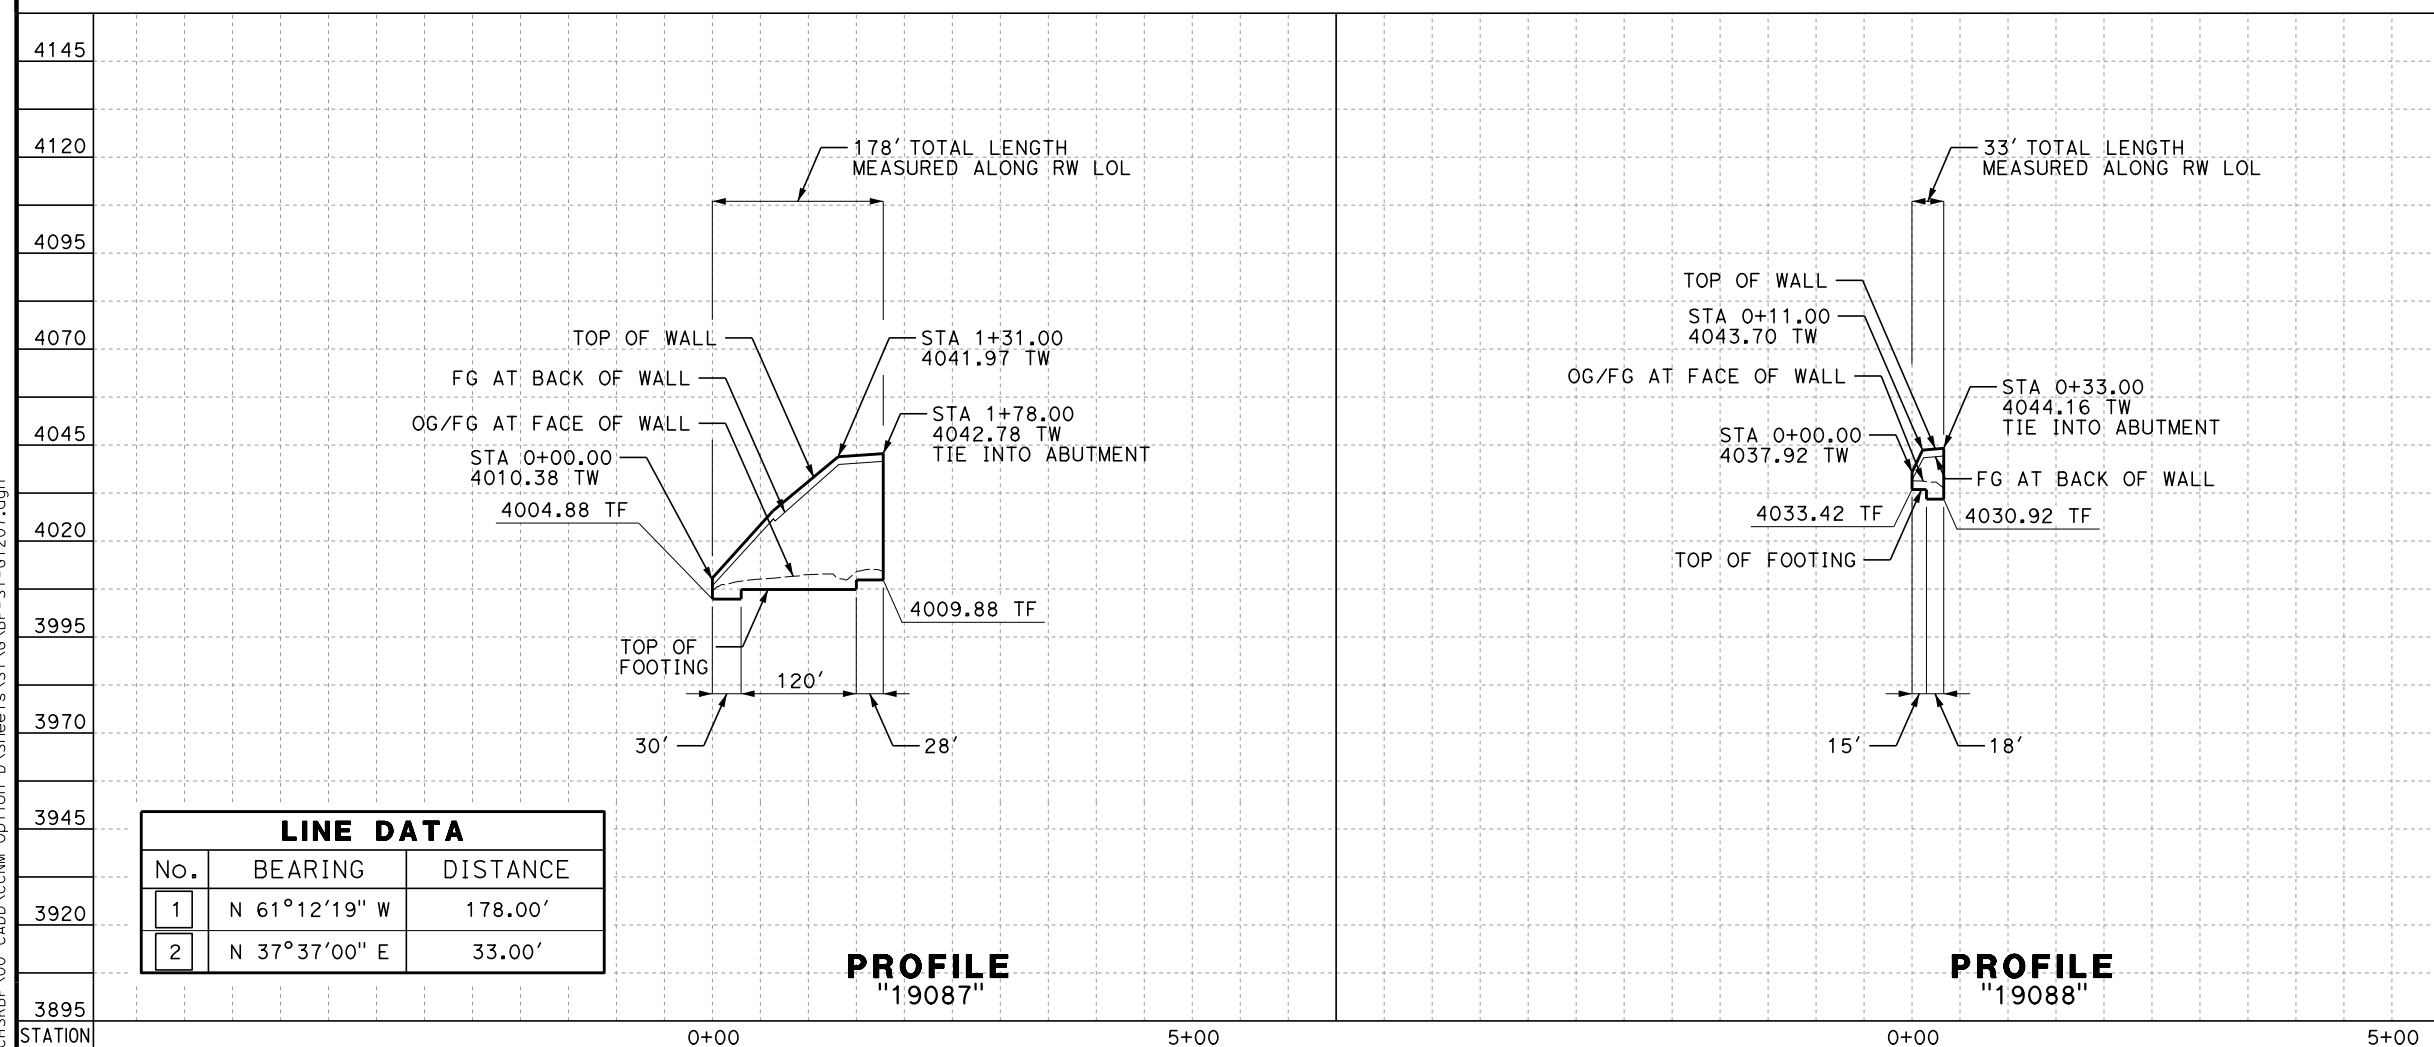 4145
4120
4095
4070
4045
4020
3995
3970
3945
3920
3895
STATION
178' TOTAL LENGTH
MEASURED ALONG RW LOL
TOP OF WALL
STA 1+31.00
4041.97 TW
FG AT BACK OF WALL
STA 1+78.00
4042.78 TW
TIE INTO ABUTMENT
OG/FG AT FACE OF WALL
STA 0+00.00
4010.38 TW
4004.88 TF
4009.88 TF
TOP OF
FOOTING
120'
30'
28'
LINE DATA
No. BEARING DISTANCE
1 N 61°12'19" W 178.00'
2 N 37°37'00" E 33.00'
PROFILE
"19087"
0+00 5+00
33' TOTAL LENGTH
MEASURED ALONG RW LOL
TOP OF WALL
STA 0+11.00
4043.70 TW
OG/FG AT FACE OF WALL
STA 0+33.00
4044.16 TW
TIE INTO ABUTMENT
STA 0+00.00
4037.92 TW
FG AT BACK OF WALL
4033.42 TF
4030.92 TF
TOP OF FOOTING
15'
18'
PROFILE
"19088"
0+00 5+00